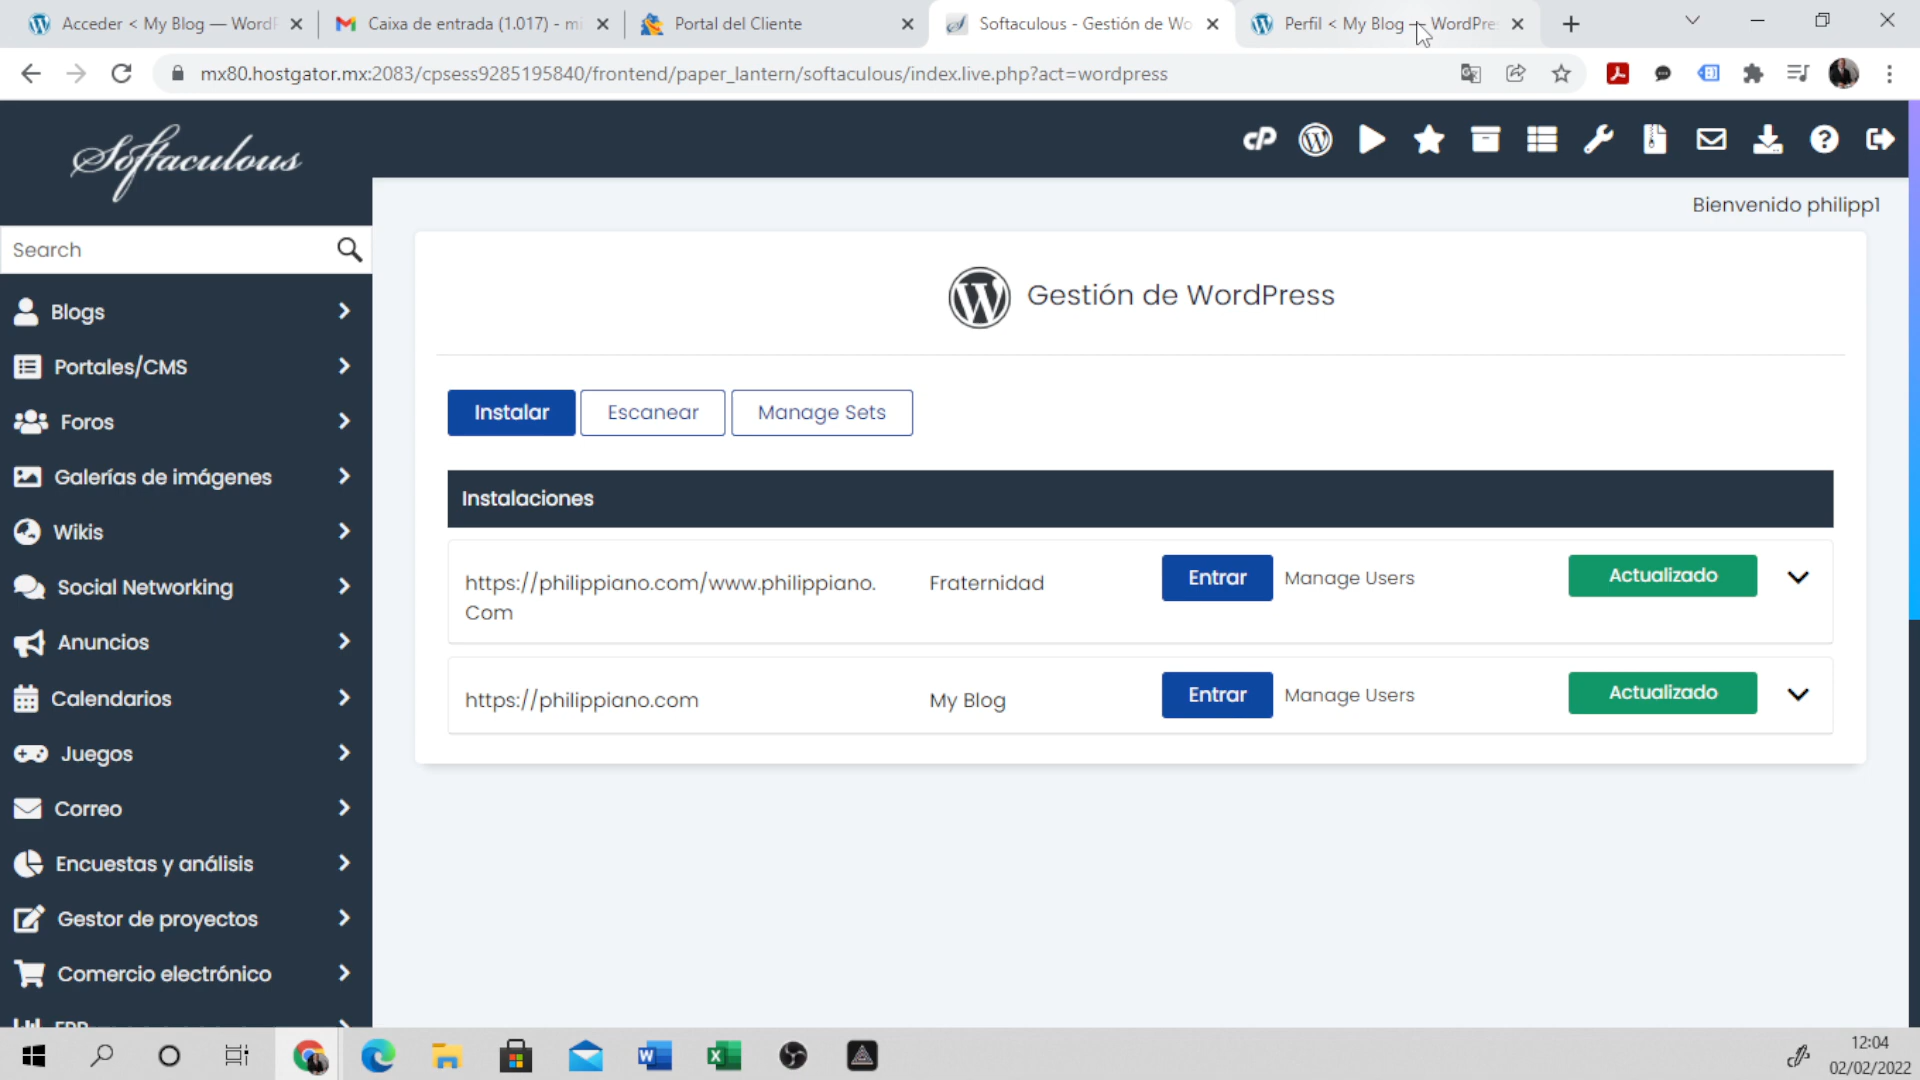 Acceder < My Blog — WordP
Caixa de entrada (1.017) - mi
Portal del Cliente
Softaculous - Gestión de Wo
Perfil < My Blog — WordPre
mx80.hostgator.mx:2083/cpsess9285195840/frontend/paper_lantern/softaculous/index.live.php?act=wordpress
Softaculous
Bienvenido philipp1
Search
Gestión de WordPress
Blogs
Portales/CMS
Foros
Galerías de imágenes
Wikis
Social Networking
Anuncios
Calendarios
Juegos
Correo
Encuestas y análisis
Gestor de proyectos
Comercio electrónico
ERP
Instalar Escanear Manage Sets
Instalaciones
https://philippiano.com/www.philippiano.
Com
Fraternidad Entrar Manage Users Actualizado
https://philippiano.com My Blog Entrar Manage Users Actualizado
12:04
02/02/2022